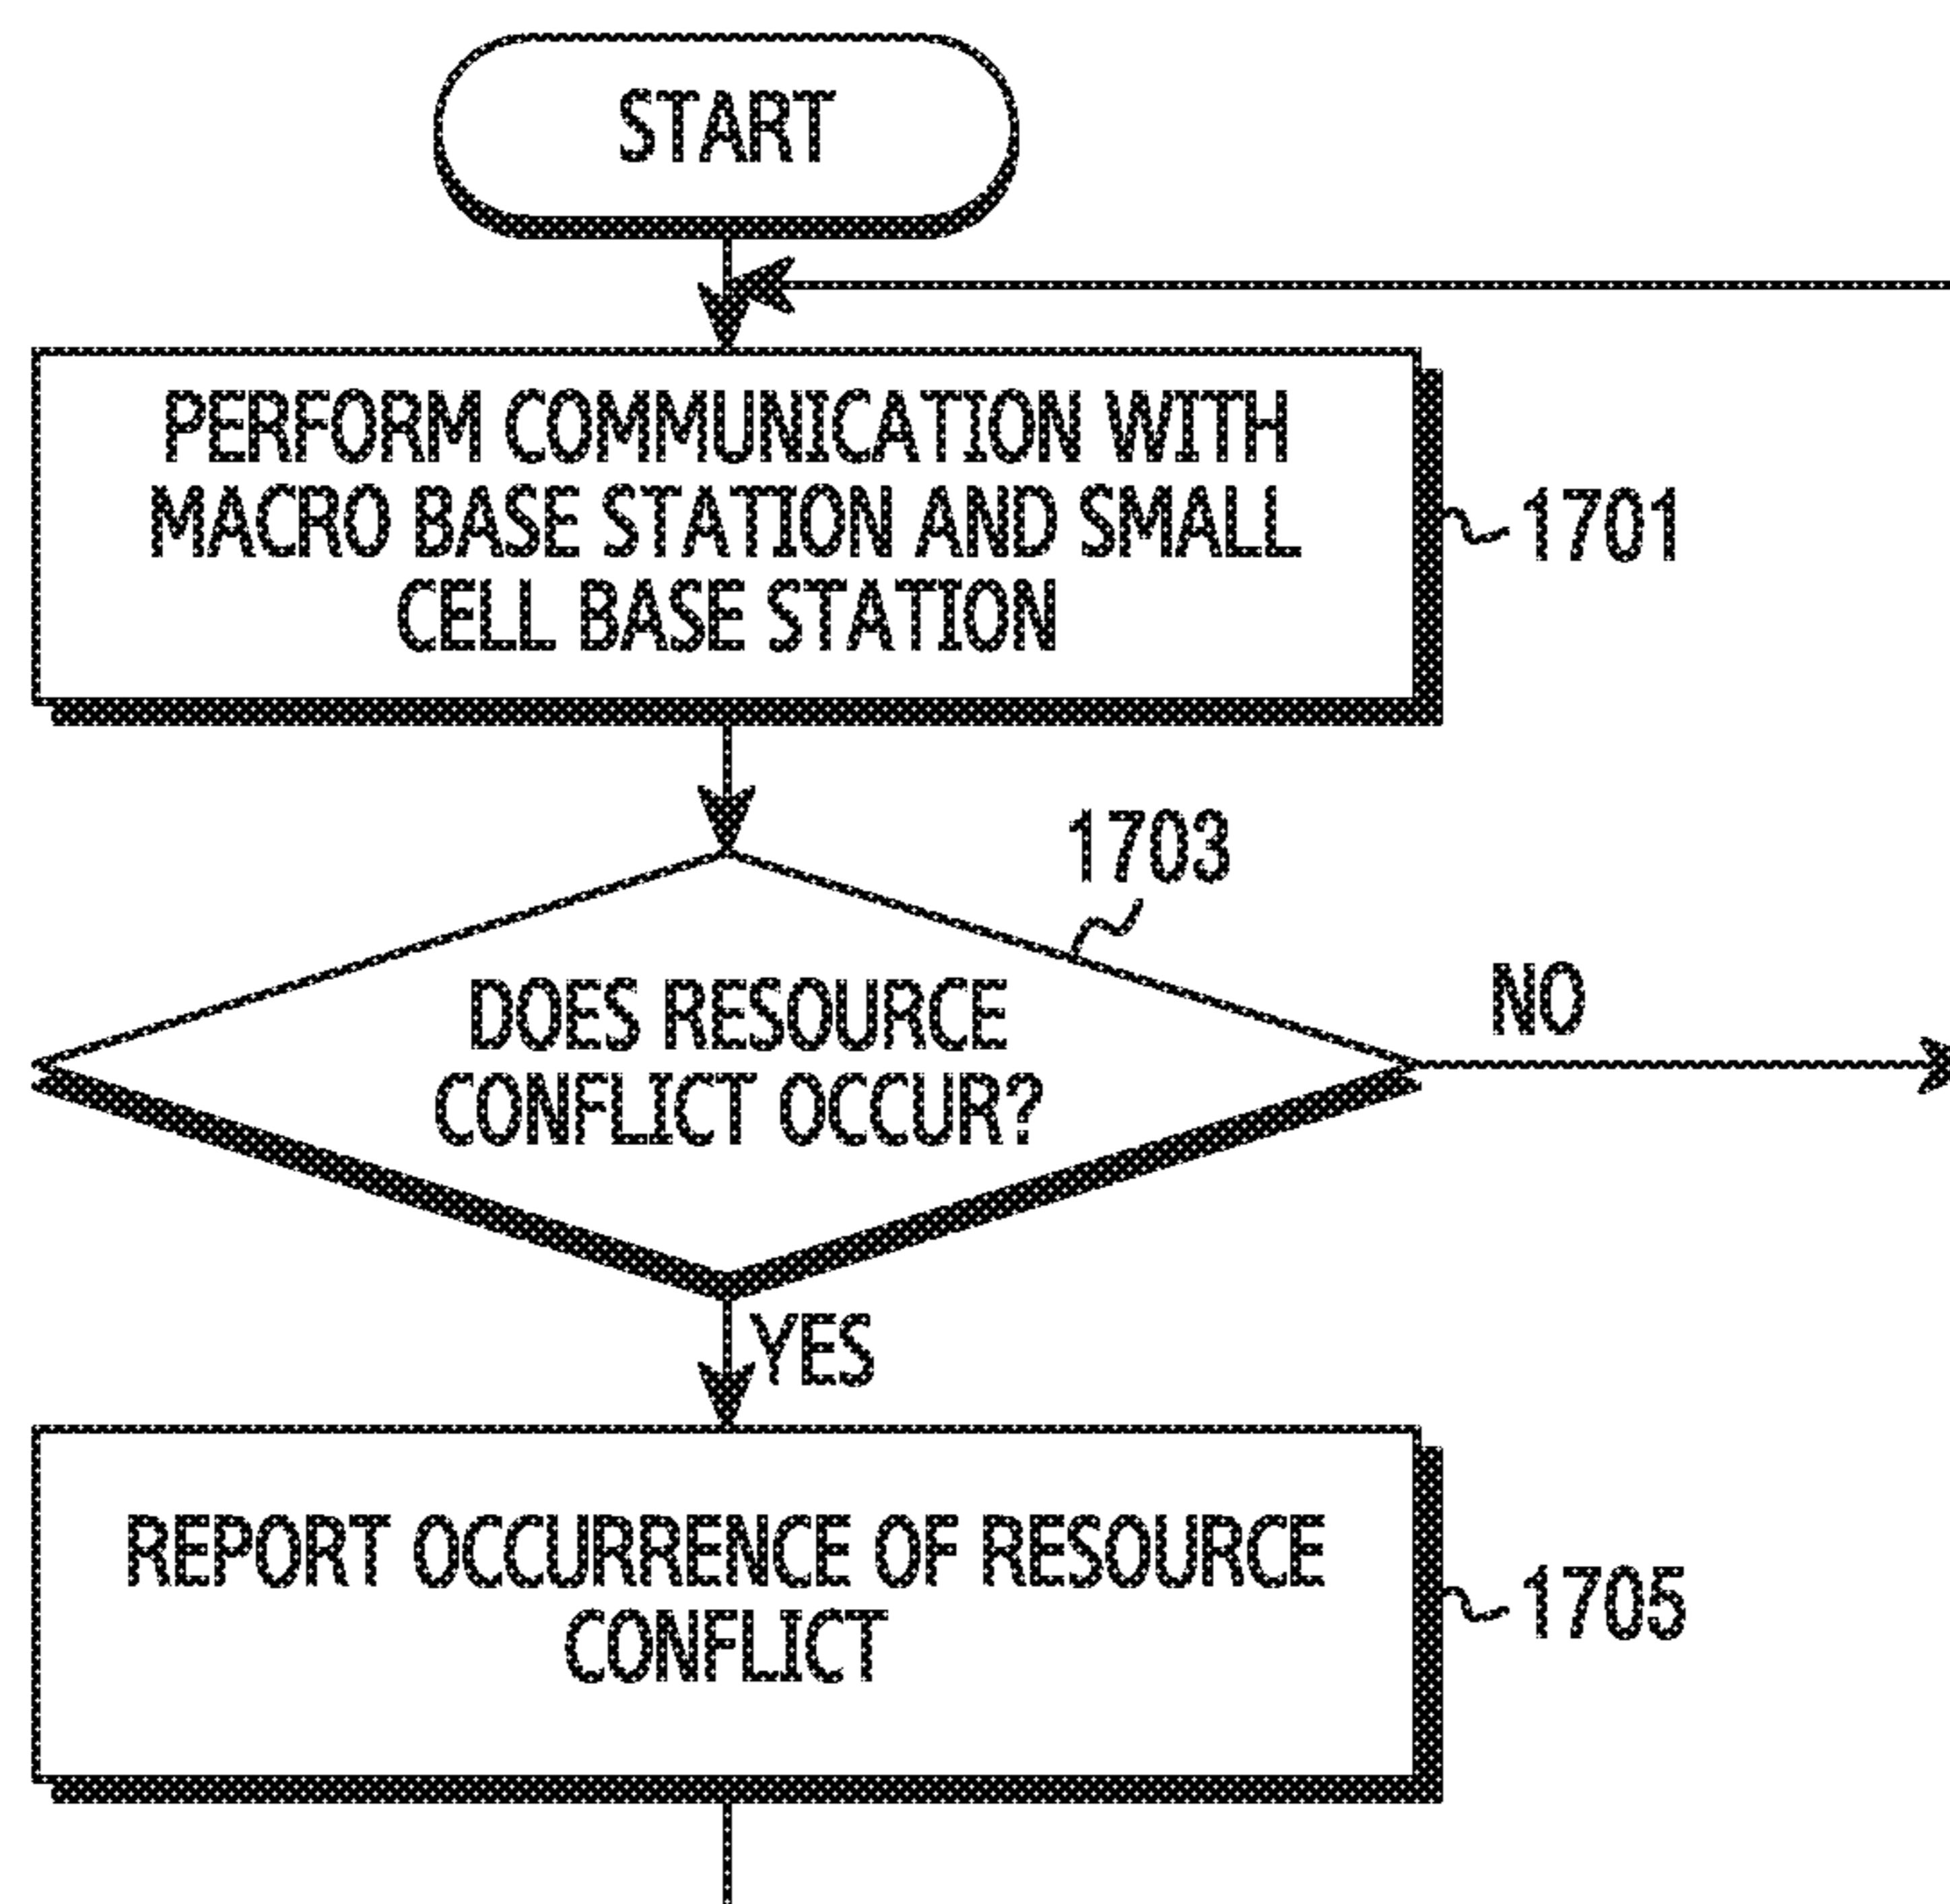 START
PERFORM COMMUNICATION WITH
MACRO BASE STATION AND SMALL
CELL BASE STATION
1701
1703
DOES RESOURCE
CONFLICT OCCUR?
NO
YES
REPORT OCCURRENCE OF RESOURCE
CONFLICT
1705